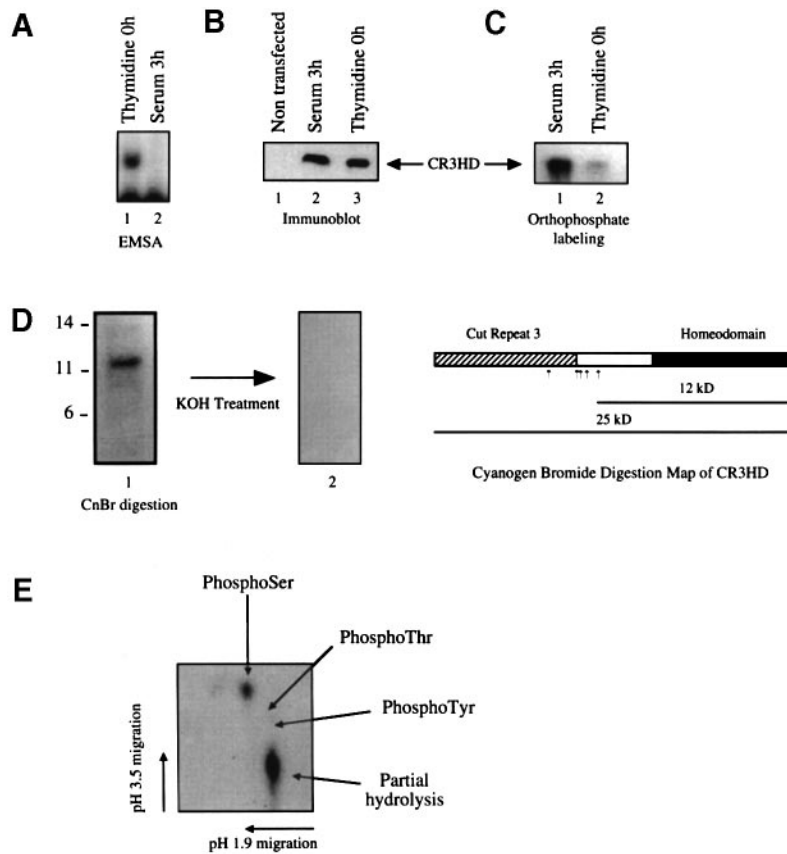 A
Thymidine 0h
Serum 3h
1 2
EMSA
B
Non transfected
Serum 3h
Thymidine 0h
1 2 3
Immunoblot
CR3HD
C
Serum 3h
Thymidine 0h
1 2
Orthophosphate
labeling
D
14 -
11 -
6 -
1
CnBr digestion
KOH Treatment
2
Cut Repeat 3 Homeodomain
12 kD
25 kD
Cyanogen Bromide Digestion Map of CR3HD
E
PhosphoSer
PhosphoThr
PhosphoTyr
Partial
hydrolysis
pH 3.5 migration
pH 1.9 migration